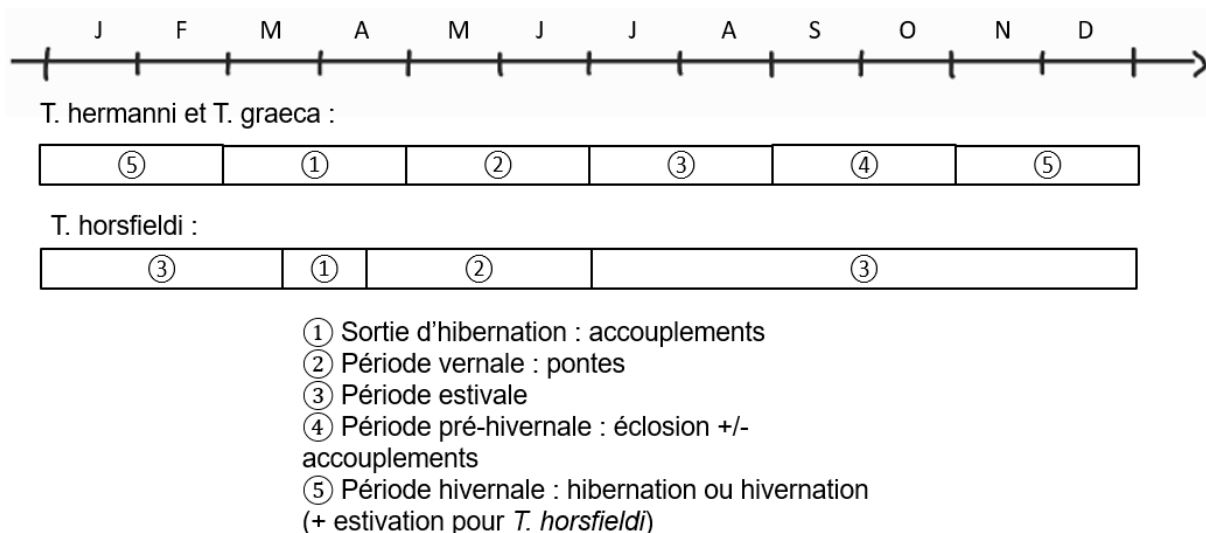 J F M A M J J A S O N D
T. hermanni et T. graeca :
⑤ ① ② ③ ④ ⑤
T. horsfieldi :
③ ① ② ③
① Sortie d’hibernation : accouplements
② Période vernale : pontes
③ Période estivale
④ Période pré-hivernale : éclosion +/-
accouplements
⑤ Période hivernale : hibernation ou hivernation
(+ estivation pour T. horsfieldi)